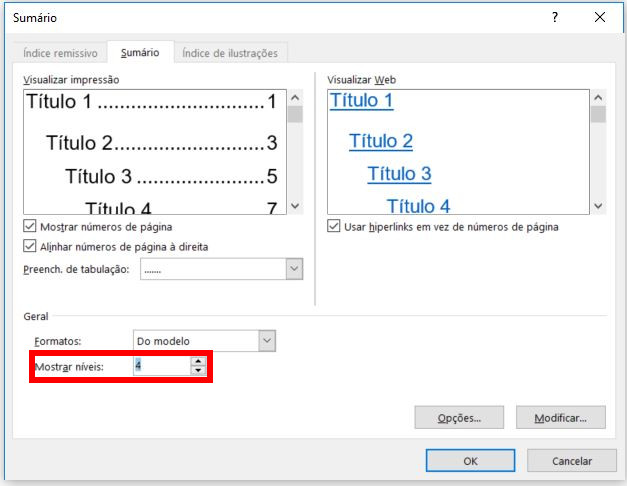 Sumário
?
Índice remissivo Sumário Índice de ilustrações
Visualizar impressão
Título 1 ................................ 1
Título 2............................. 3
Título 3 ......................... 5
Título 4 7
Mostrar números de página
Alinhar números de página à direita
Preench. de tabulação: .......
Visualizar Web
Título 1
Título 2
Título 3
Título 4
Usar hiperlinks em vez de números de página
Geral
Formatos: Do modelo
Mostrar níveis: 4
Opções... Modificar...
OK Cancelar